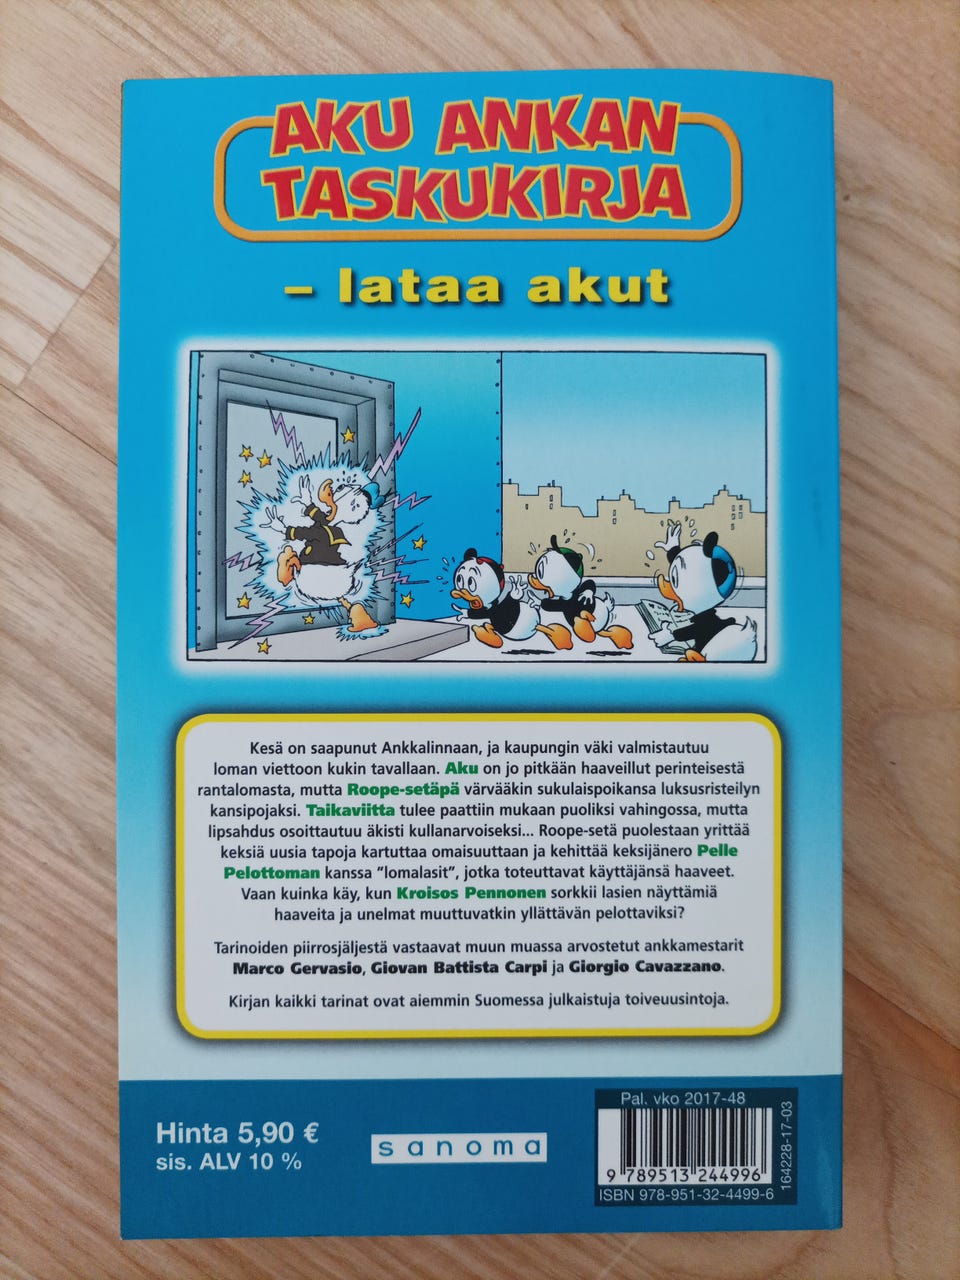 AKU ANKAN
TASKUKIRJA
– lataa akut
Kesä on saapunut Ankkalinnaan, ja kaupungin väki valmistautuu
loman viettoon kukin tavallaan. Aku on jo pitkään haaveillut perinteisestä
rantalomasta, mutta Roope-setäpä värvääkin sukulaispoikansa luksusristeilyn
kansipojaksi. Taikaviitta tulee paattiin mukaan puoliksi vahingossa, mutta
lipsahdus osoittautuu äkisti kullanarvoiseksi... Roope-setä puolestaan yrittää
keksiä uusia tapoja kartuttaa omaisuuttaan ja kehittää keksijänero Pelle
Pelottoman kanssa ”lomalasit”, jotka toteuttavat käyttäjänsä haaveet.
Vaan kuinka käy, kun Kroisos Pennonen sorkkii lasien näyttämiä
haaveita ja unelmat muuttuvatkin yllättävän pelottaviksi?
Tarinoiden piirrosjäljestä vastaavat muun muassa arvostetut ankkamestarit
Marco Gervasio, Giovan Battista Carpi ja Giorgio Cavazzano.
Kirjan kaikki tarinat ovat aiemmin Suomessa julkaistuja toiveuusintoja.
Hinta 5,90 €
sis. ALV 10 %
sanoma
Pal. vko 2017-48
9 789513 244996
ISBN 978-951-32-4499-6
164228-17-03